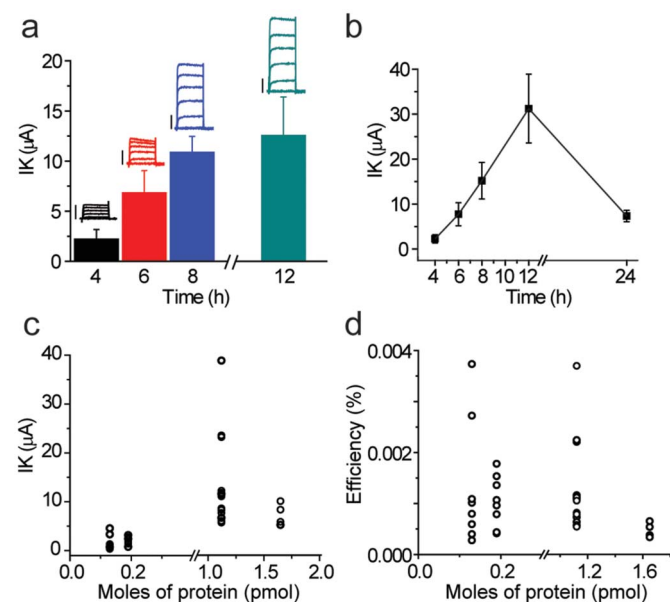 a
20
15
10
5
0
IK (μA)
4 6 8 12
Time (h)
b
40
30
20
10
0
IK (μA)
4 6 8 10 12 24
Time (h)
c
40
30
20
10
0
IK (μA)
0.0 0.2 1.0 1.5 2.0
Moles of protein (pmol)
d
0.004
0.002
0.000
Efficiency (%)
0.0 0.2 1.2 1.6
Moles of protein (pmol)